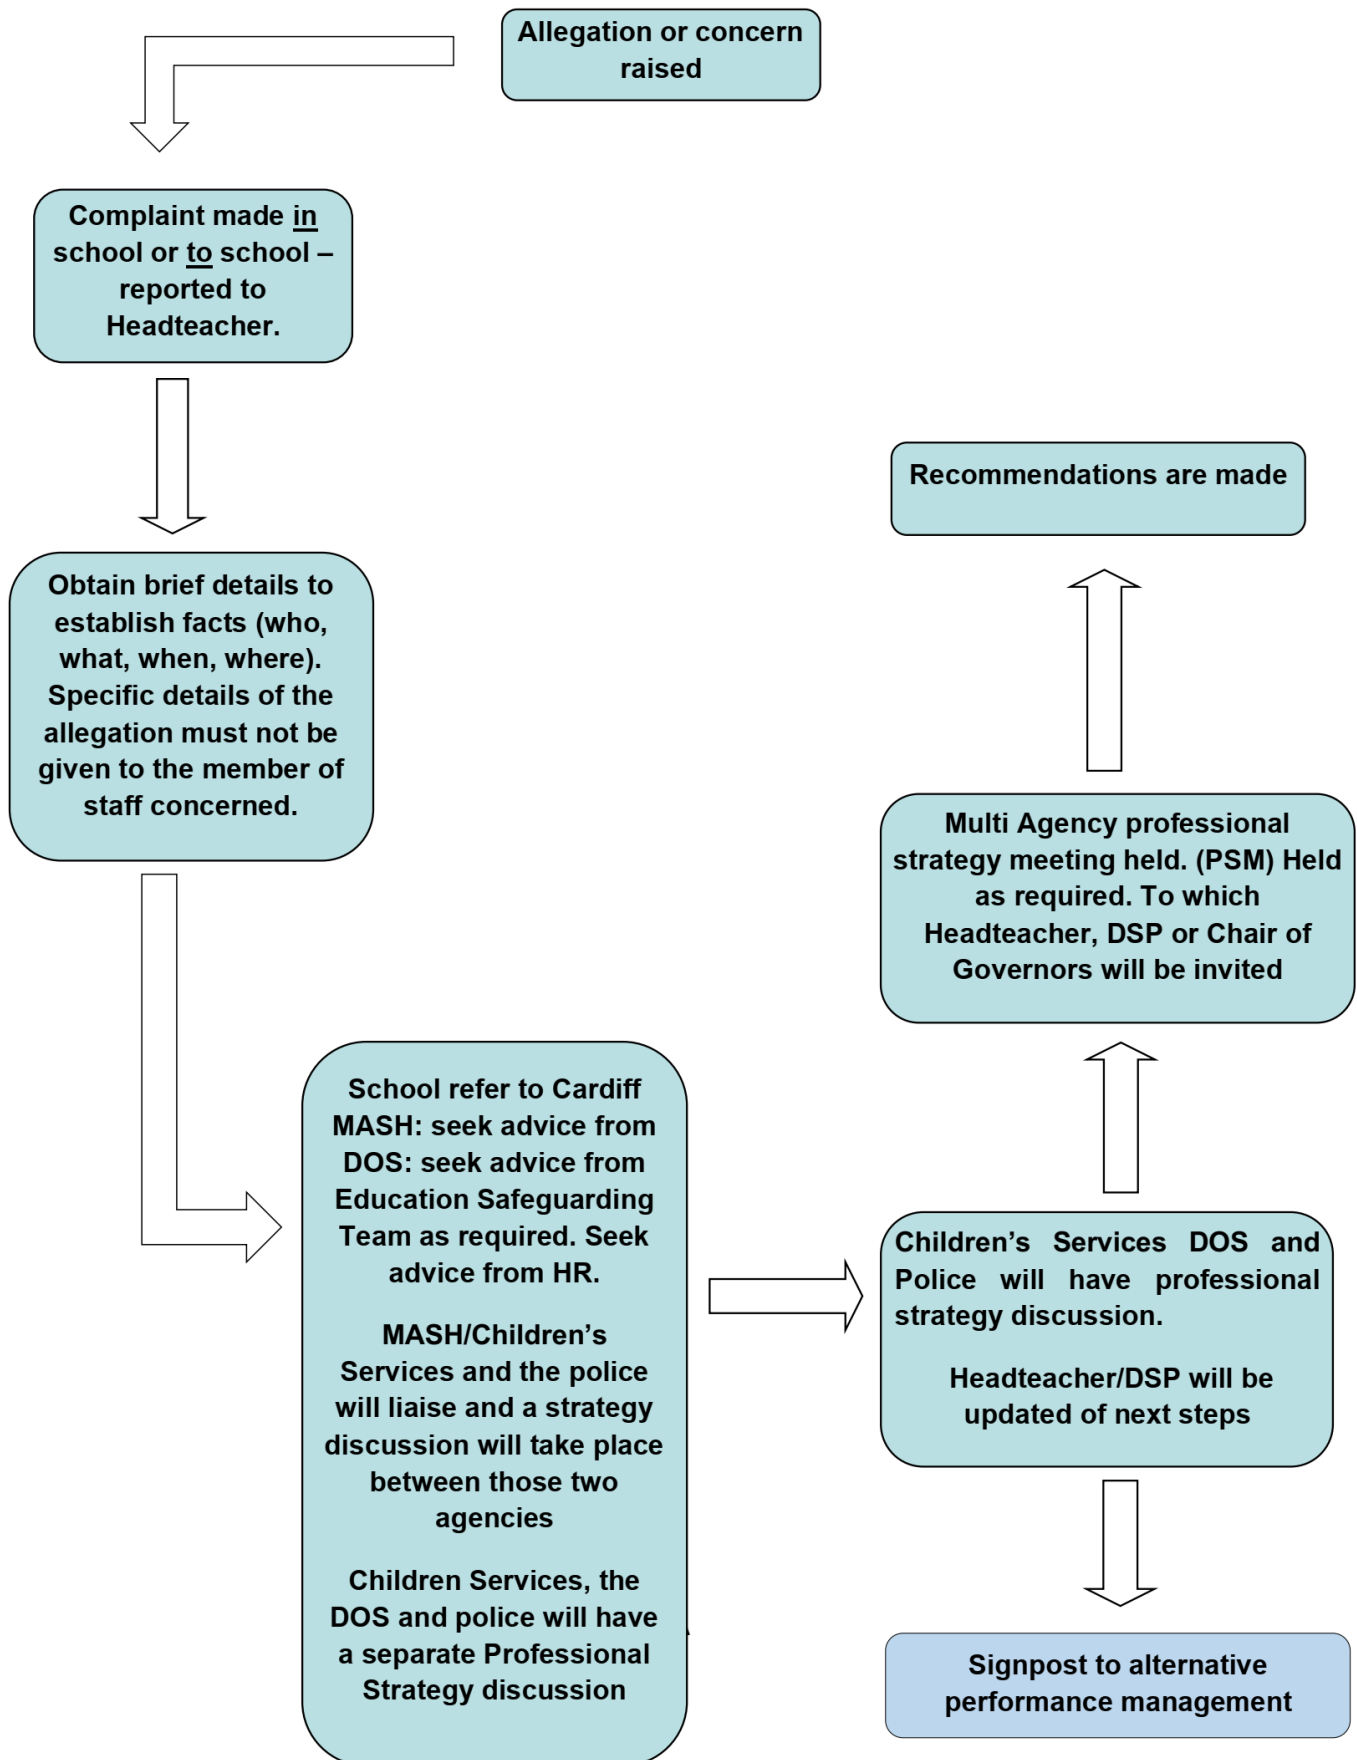 Allegation or concern
raised
Complaint made in
school or to school –
reported to
Headteacher.
Obtain brief details to
establish facts (who,
what, when, where).
Specific details of the
allegation must not be
given to the member of
staff concerned.
School refer to Cardiff
MASH: seek advice from
DOS: seek advice from
Education Safeguarding
Team as required. Seek
advice from HR.
MASH/Children’s
Services and the police
will liaise and a strategy
discussion will take place
between those two
agencies
Children Services, the
DOS and police will have
a separate Professional
Strategy discussion
Children’s Services DOS and
Police will have professional
strategy discussion.
Headteacher/DSP will be
updated of next steps
Multi Agency professional
strategy meeting held. (PSM) Held
as required. To which
Headteacher, DSP or Chair of
Governors will be invited
Recommendations are made
Signpost to alternative
performance management